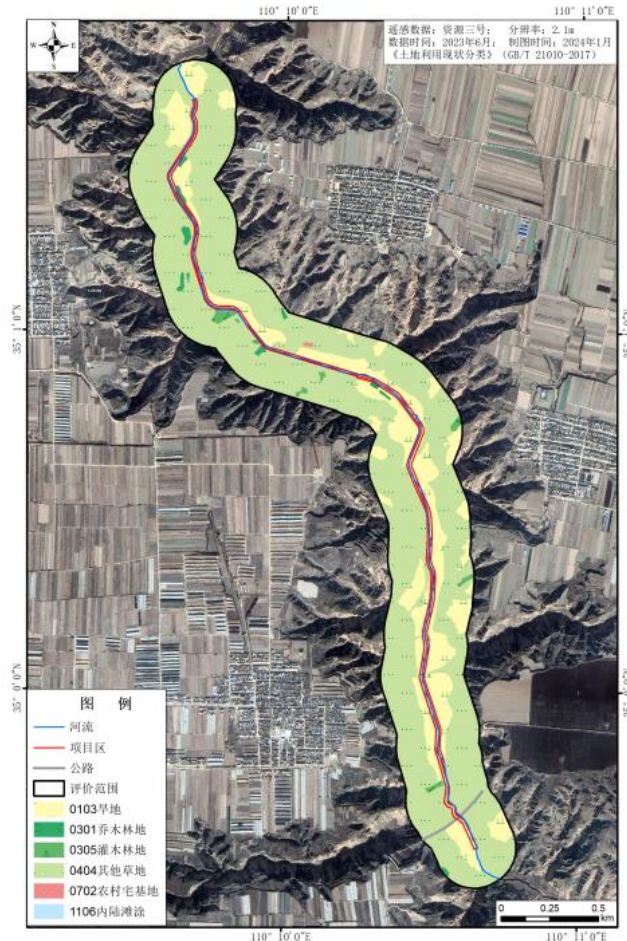 110°10′0″E
110°11′0″E
N
W
E
S
遥感数据：资源三号； 分辨率：2.1m
数据时间：2023年6月； 制图时间：2024年1月
《土地利用现状分类》（GB/T 21010-2017）
35°1′0″N
35°1′0″N
35°0′0″N
35°0′0″N
图 例
河流
项目区
公路
评价范围
0103旱地
0301乔木林地
0305灌木林地
0404其他草地
0702农村宅基地
1106内陆滩涂
0 0.25 0.5
km
110°10′0″E
110°11′0″E